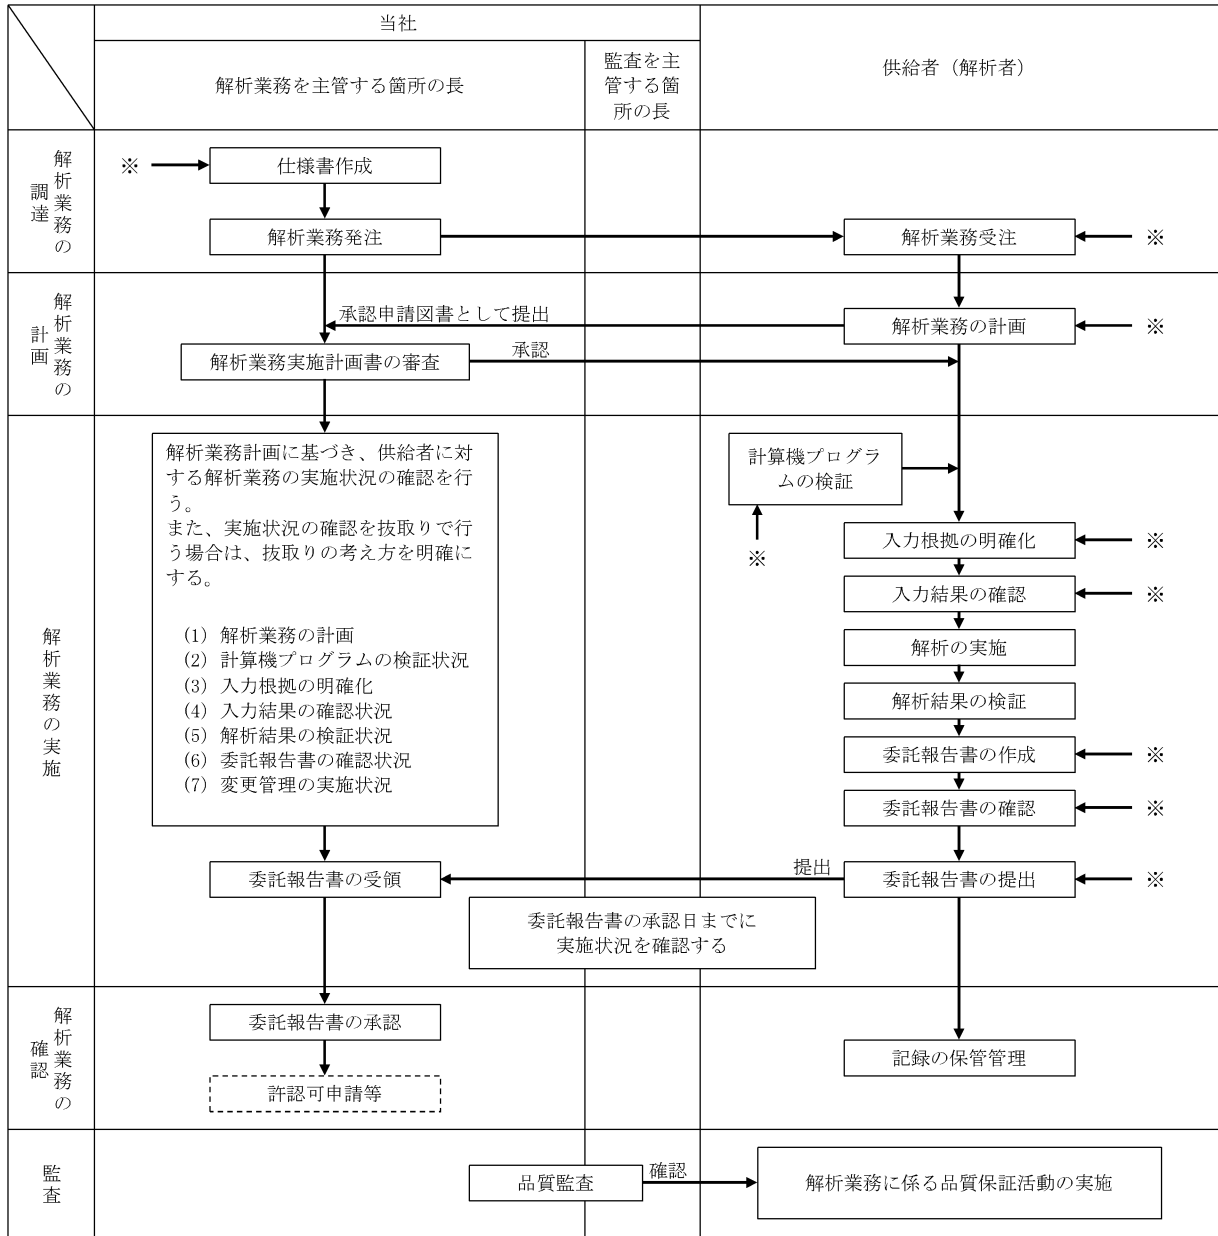 当社
解析業務を主管する箇所の長
監査を主
管する箇
所の長
供給者（解析者）
解析業務の
調達
※
仕様書作成
解析業務発注
解析業務受注
※
解析業務の
計画
承認申請図書として提出
解析業務の計画
※
解析業務実施計画書の審査
承認
解析業務の実施
解析業務計画に基づき、供給者に対
する解析業務の実施状況の確認を行
う。
また、実施状況の確認を抜取りで行
う場合は、抜取りの考え方を明確に
する。
(1) 解析業務の計画
(2) 計算機プログラムの検証状況
(3) 入力根拠の明確化
(4) 入力結果の確認状況
(5) 解析結果の検証状況
(6) 委託報告書の確認状況
(7) 変更管理の実施状況
計算機プログラ
ムの検証
※
入力根拠の明確化
※
入力結果の確認
※
解析の実施
解析結果の検証
委託報告書の作成
※
委託報告書の確認
※
委託報告書の受領
提出
委託報告書の提出
※
委託報告書の承認日までに
実施状況を確認する
解析業務の
確認
委託報告書の承認
記録の保管管理
許認可申請等
監査
品質監査
確認
解析業務に係る品質保証活動の実施